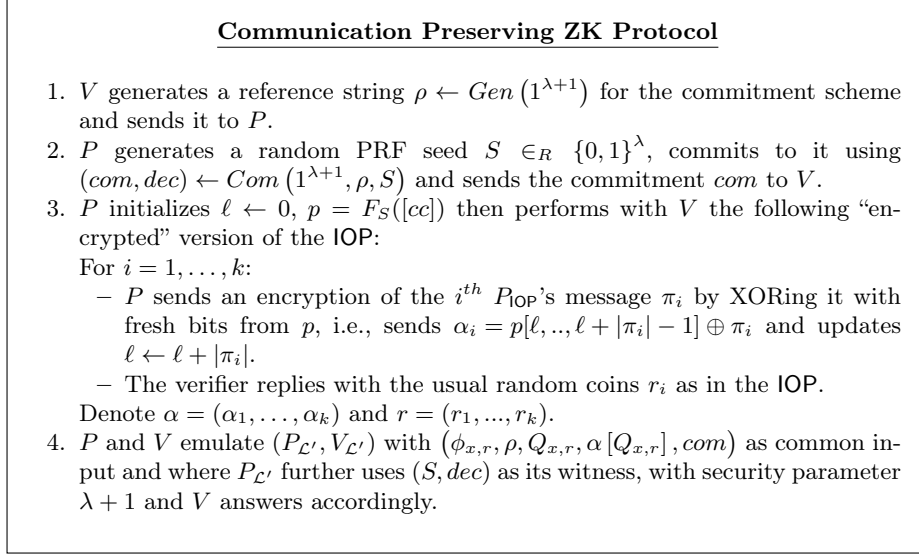 Communication Preserving ZK Protocol
1. V generates a reference string ρ ← Gen (1^{λ+1}) for the commitment scheme
and sends it to P.
2. P generates a random PRF seed S ∈_R {0, 1}^λ, commits to it using
(com, dec) ← Com (1^{λ+1}, ρ, S) and sends the commitment com to V.
3. P initializes ℓ ← 0, p = F_S([cc]) then performs with V the following “en-
crypted” version of the IOP:
For i = 1, . . . , k:
– P sends an encryption of the i^{th} P_{IOP}’s message π_i by XORing it with
fresh bits from p, i.e., sends α_i = p[ℓ, .., ℓ + |π_i| − 1] ⊕ π_i and updates
ℓ ← ℓ + |π_i|.
– The verifier replies with the usual random coins r_i as in the IOP.
Denote α = (α_1, . . . , α_k) and r = (r_1, ..., r_k).
4. P and V emulate (P_{L′}, V_{L′}) with (ϕ_{x,r}, ρ, Q_{x,r}, α [Q_{x,r}] , com) as common in-
put and where P_{L′} further uses (S, dec) as its witness, with security parameter
λ + 1 and V answers accordingly.